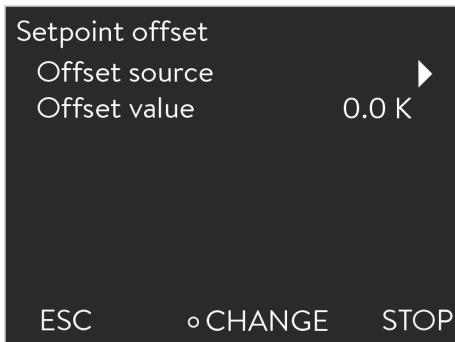 Setpoint offset
Offset source
Offset value 0.0 K
ESC CHANGE STOP